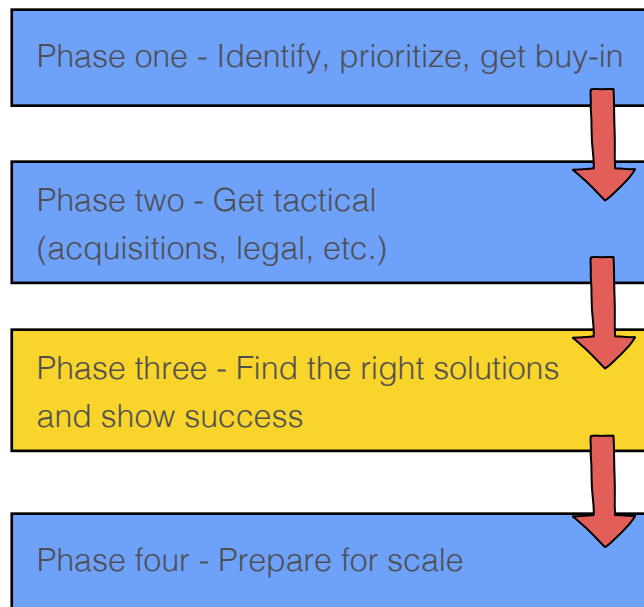 Phase one - Identify, prioritize, get buy-in
Phase two - Get tactical
(acquisitions, legal, etc.)
Phase three - Find the right solutions
and show success
Phase four - Prepare for scale